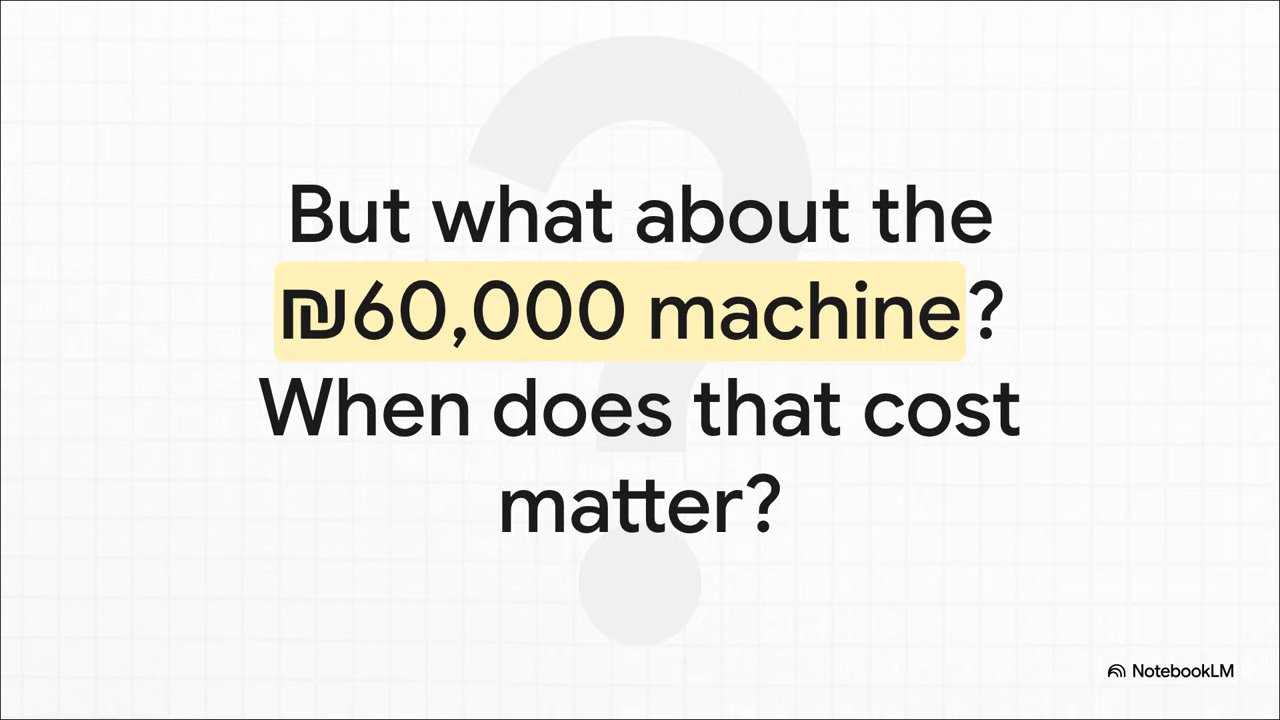 But what about the
₪60,000 machine?
When does that cost
matter?
NotebookLM